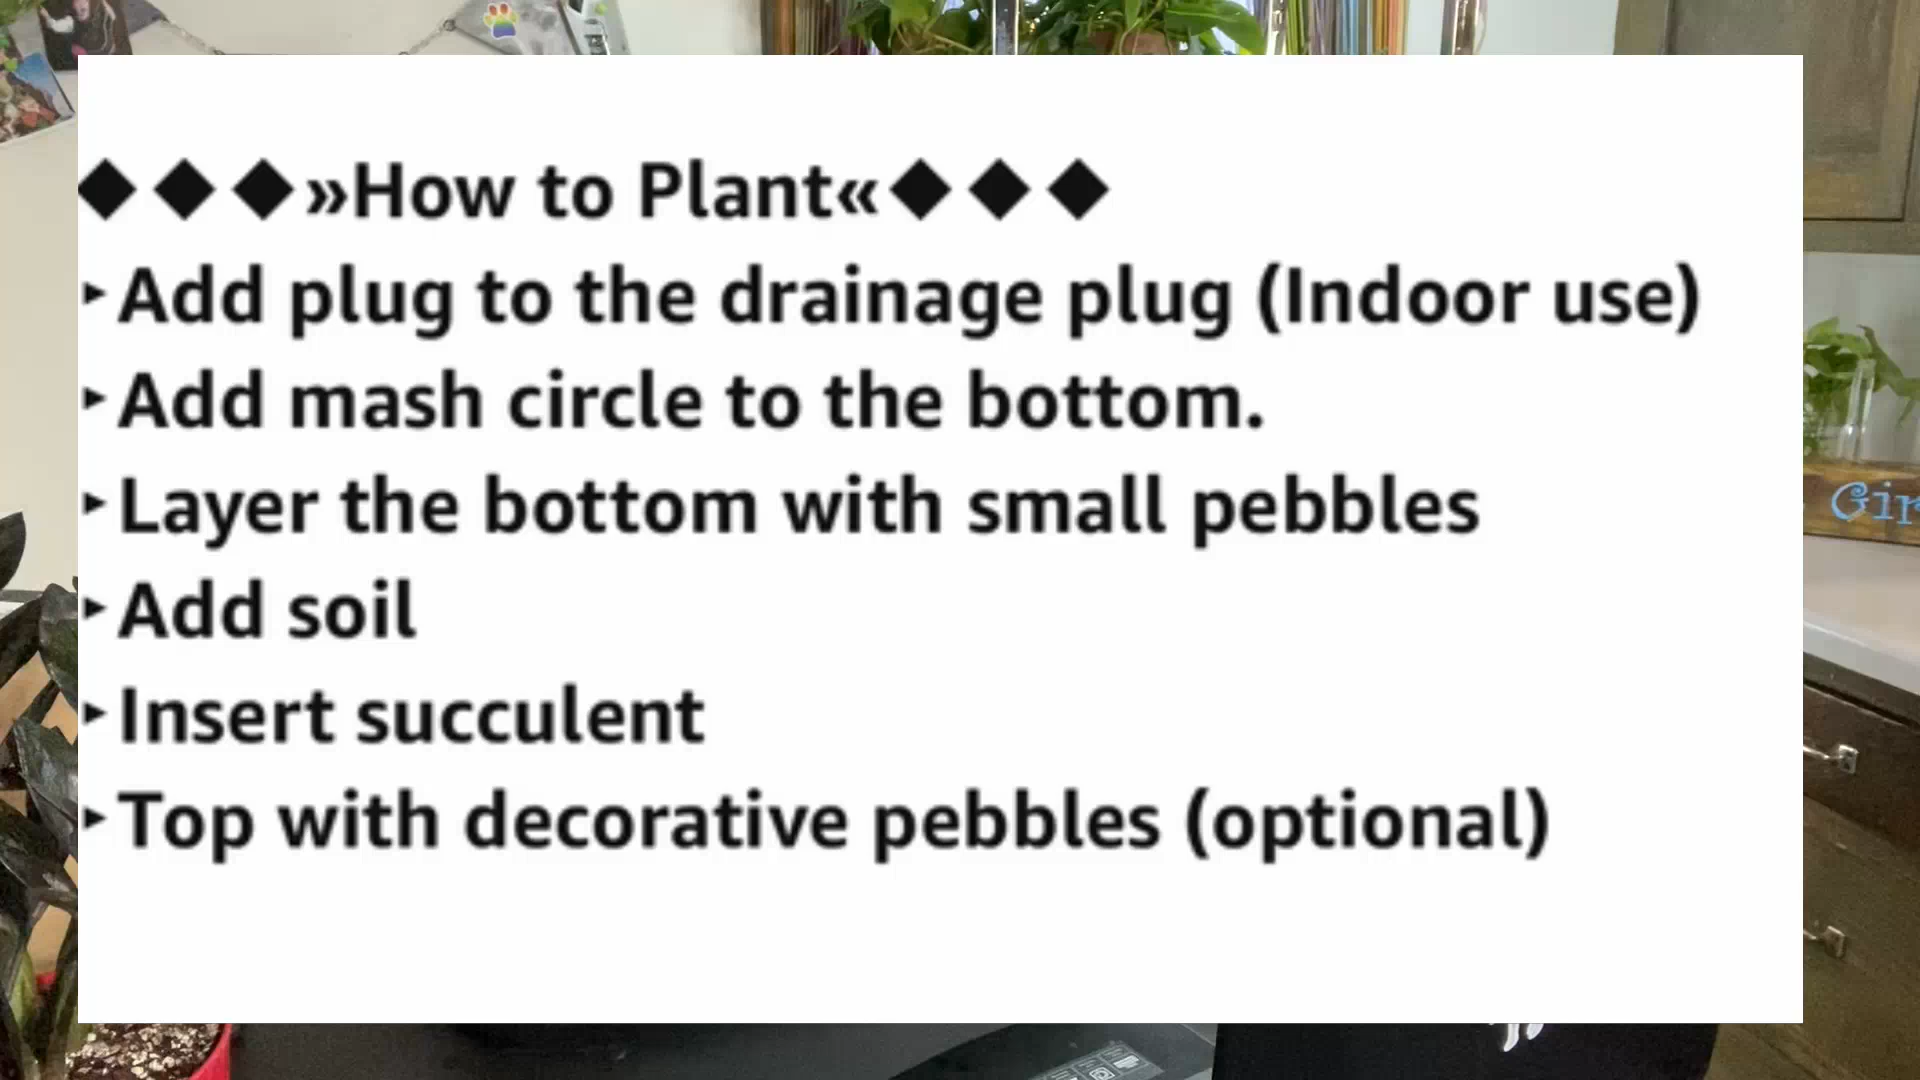 ◆◆◆»How to Plant«◆◆◆
‣Add plug to the drainage plug (Indoor use)
‣Add mash circle to the bottom.
‣Layer the bottom with small pebbles
‣Add soil
‣Insert succulent
‣Top with decorative pebbles (optional)
Gir